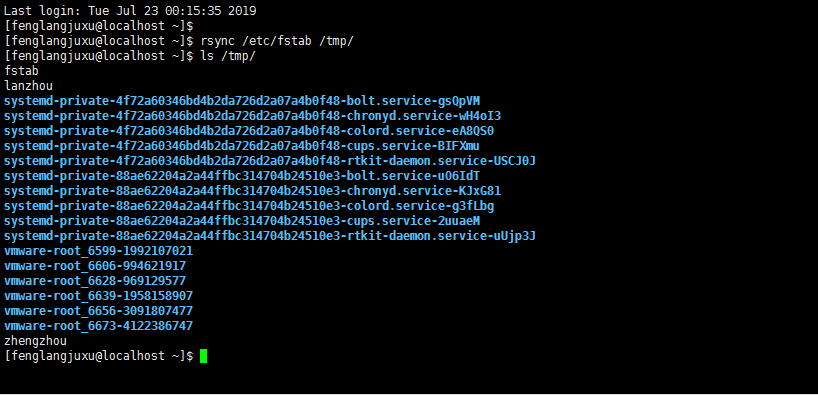 Last login: Tue Jul 23 00:15:35 2019
[fenglangjuxu@localhost ~]$
[fenglangjuxu@localhost ~]$ rsync /etc/fstab /tmp/
[fenglangjuxu@localhost ~]$ ls /tmp/
fstab
lanzhou
systemd-private-4f72a60346bd4b2da726d2a07a4b0f48-bolt.service-gsQpVM
systemd-private-4f72a60346bd4b2da726d2a07a4b0f48-chronyd.service-wH4oI3
systemd-private-4f72a60346bd4b2da726d2a07a4b0f48-colord.service-eA8QS0
systemd-private-4f72a60346bd4b2da726d2a07a4b0f48-cups.service-BIFXmu
systemd-private-4f72a60346bd4b2da726d2a07a4b0f48-rtkit-daemon.service-USCJ0J
systemd-private-88ae62204a2a44ffbc314704b24510e3-bolt.service-uO6IdT
systemd-private-88ae62204a2a44ffbc314704b24510e3-chronyd.service-KJxG81
systemd-private-88ae62204a2a44ffbc314704b24510e3-colord.service-g3fLbg
systemd-private-88ae62204a2a44ffbc314704b24510e3-cups.service-2uuaeM
systemd-private-88ae62204a2a44ffbc314704b24510e3-rtkit-daemon.service-uUjp3J
vmware-root_6599-1992107021
vmware-root_6606-994621917
vmware-root_6628-969129577
vmware-root_6639-1958158907
vmware-root_6656-3091807477
vmware-root_6673-4122386747
zhengzhou
[fenglangjuxu@localhost ~]$